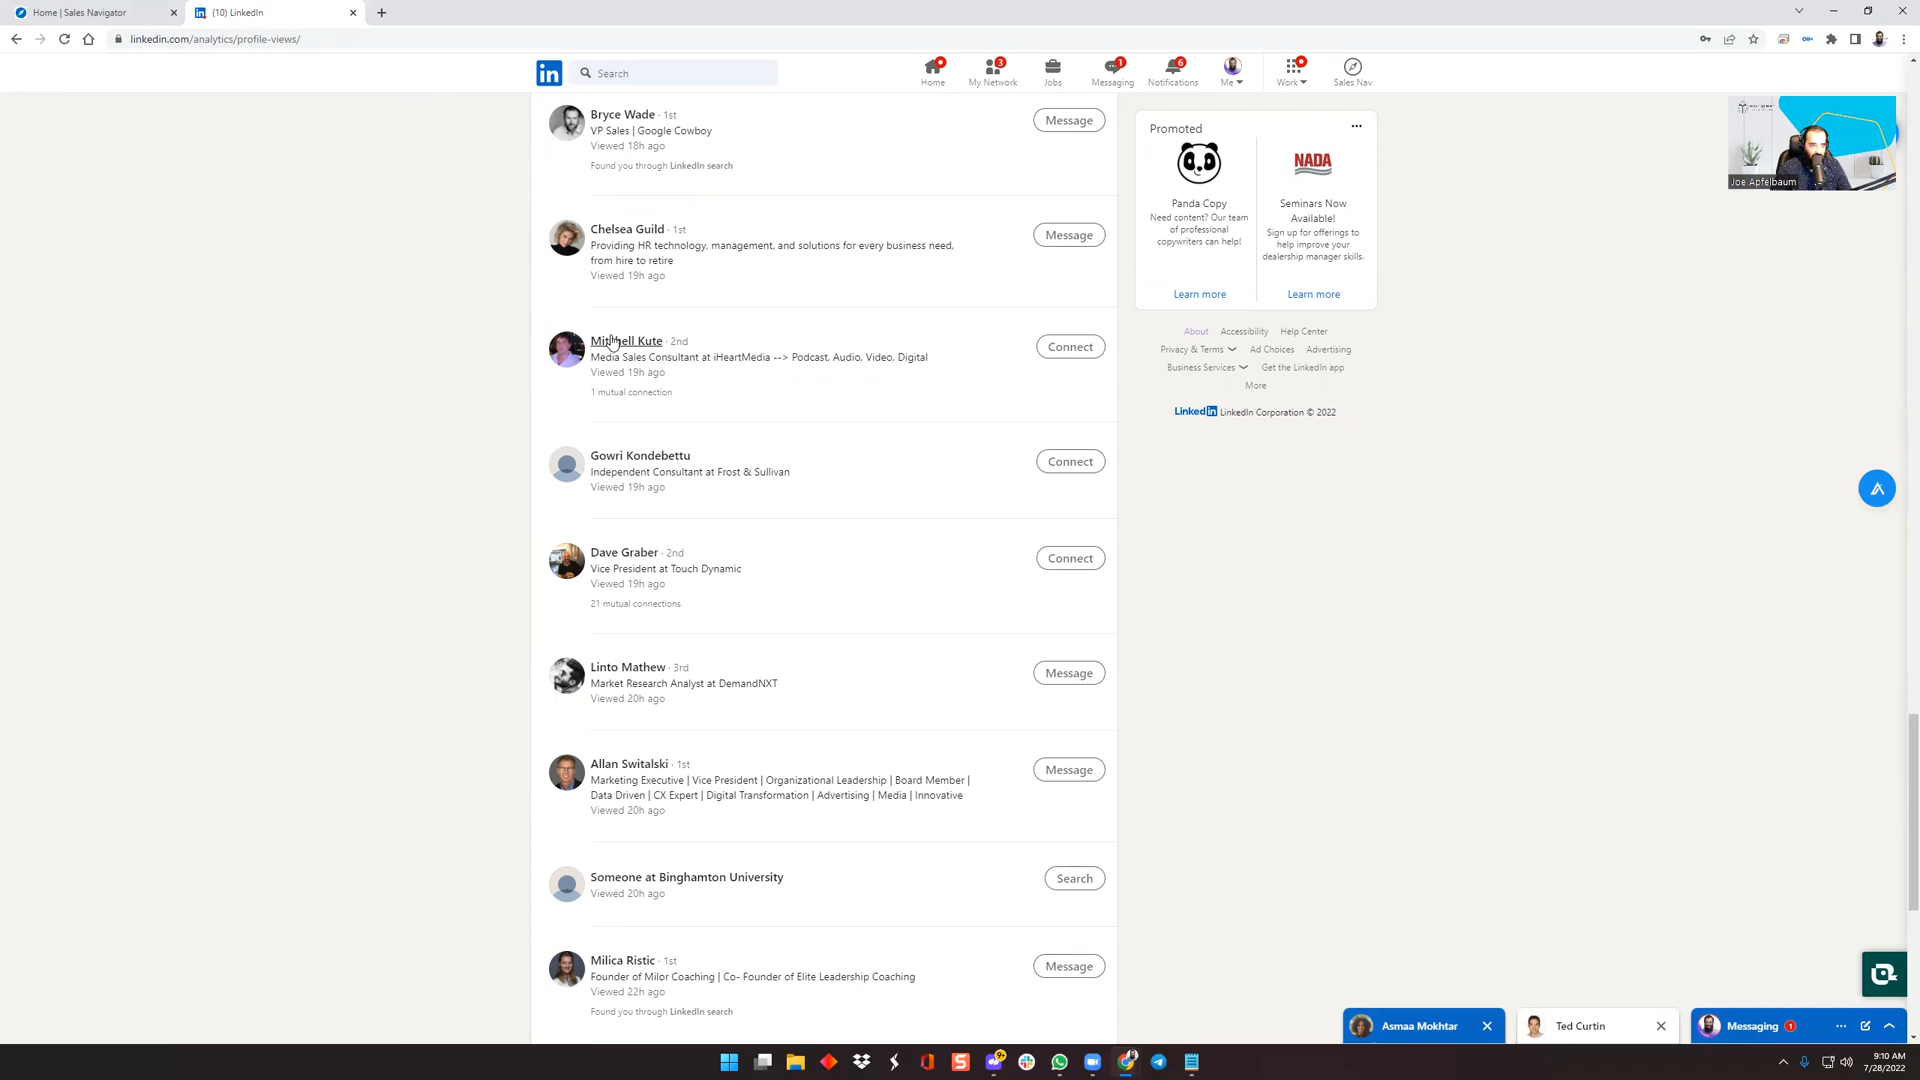 Home | Sales Navigator
(10) LinkedIn
linkedin.com/analytics/profile-views/
in
Search
Home
3
My Network
Jobs
1
Messaging
6
Notifications
Me
Work
Sales Nav
Bryce Wade · 1st
VP Sales | Google Cowboy
Viewed 18h ago
Found you through LinkedIn search
Message
Chelsea Guild · 1st
Providing HR technology, management, and solutions for every business need,
from hire to retire
Viewed 19h ago
Message
Mitchell Kute · 2nd
Media Sales Consultant at iHeartMedia --> Podcast, Audio, Video, Digital
Viewed 19h ago
1 mutual connection
Connect
Gowri Kondebettu
Independent Consultant at Frost & Sullivan
Viewed 19h ago
Connect
Dave Graber · 2nd
Vice President at Touch Dynamic
Viewed 19h ago
21 mutual connections
Connect
Linto Mathew · 3rd
Market Research Analyst at DemandNXT
Viewed 20h ago
Message
Allan Switalski · 1st
Marketing Executive | Vice President | Organizational Leadership | Board Member |
Data Driven | CX Expert | Digital Transformation | Advertising | Media | Innovative
Viewed 20h ago
Message
Someone at Binghamton University
Viewed 20h ago
Search
Milica Ristic · 1st
Founder of Milor Coaching | Co- Founder of Elite Leadership Coaching
Viewed 22h ago
Found you through LinkedIn search
Message
Promoted
NADA
Panda Copy
Need content? Our team
of professional
copywriters can help!
Learn more
Seminars Now
Available!
Sign up for offerings to
help improve your
dealership manager skills.
Learn more
About Accessibility Help Center
Privacy & Terms Ad Choices Advertising
Business Services Get the LinkedIn app
More
LinkedIn LinkedIn Corporation © 2022
Joe Apfelbaum
Asmaa Mokhtar
Ted Curtin
Messaging 1
9+
9:10 AM
7/28/2022